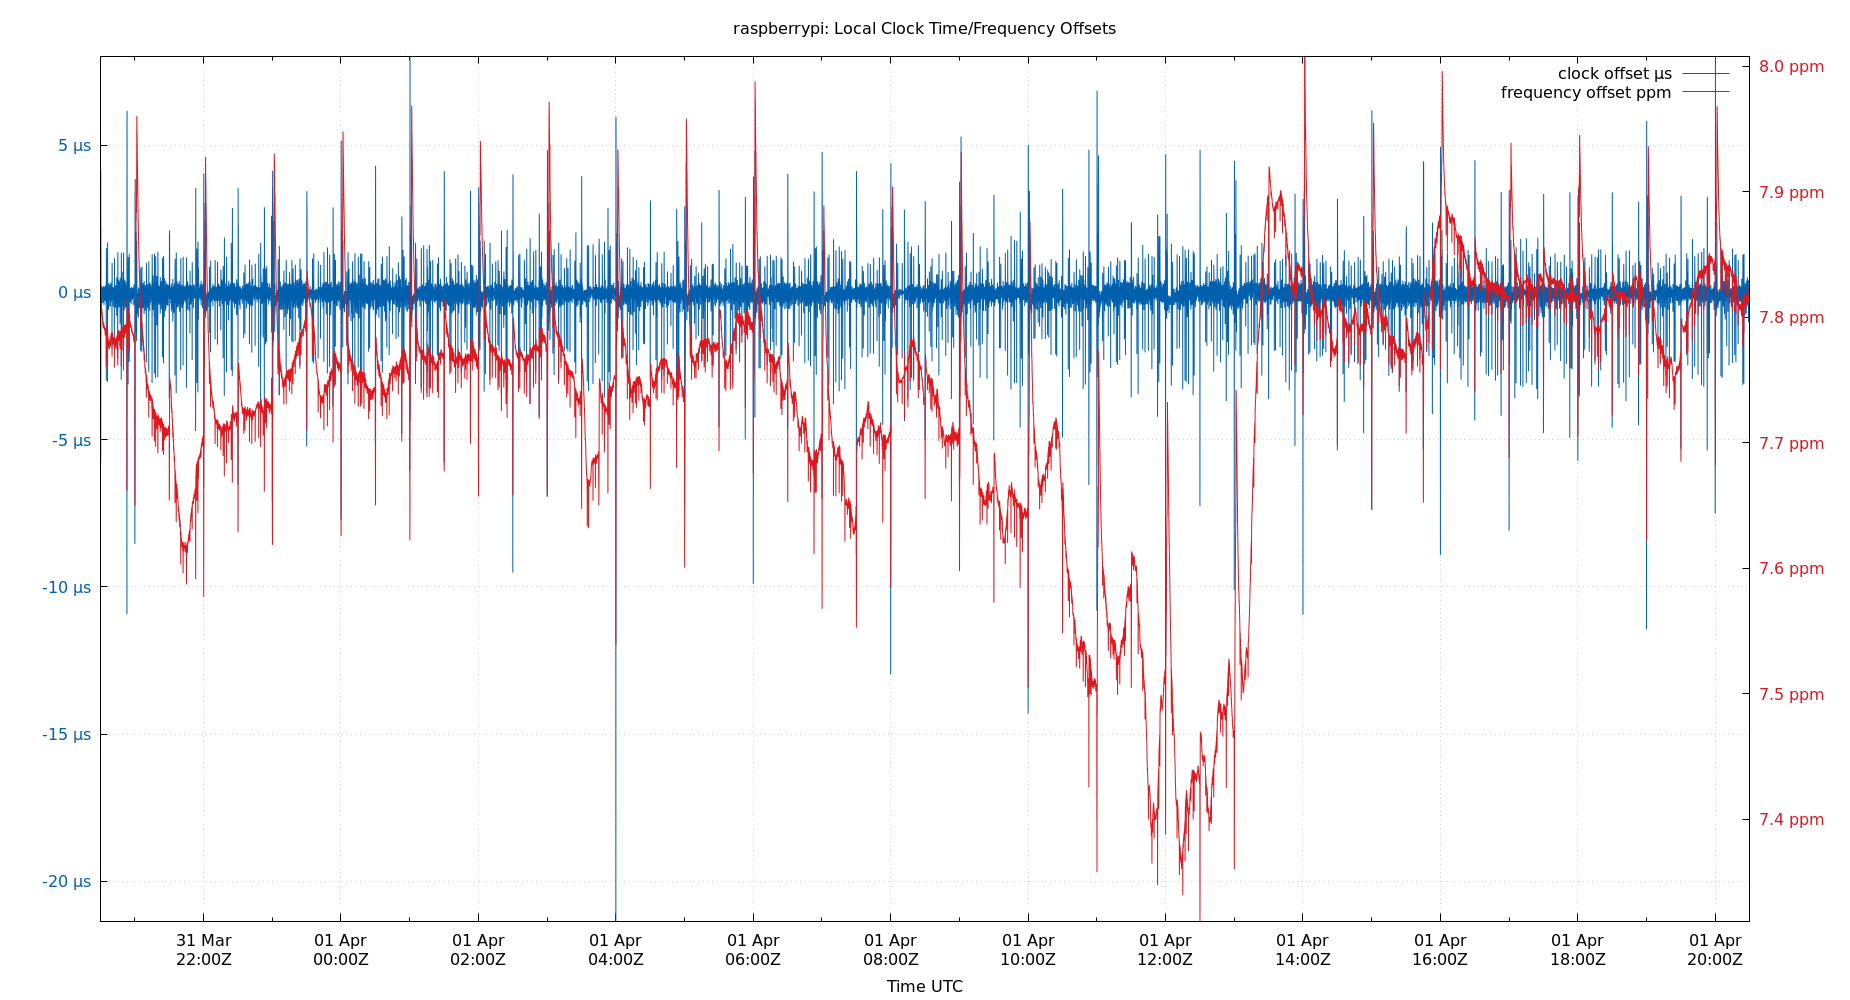 raspberrypi: Local Clock Time/Frequency Offsets
clock offset µs
frequency offset ppm
5 µs
0 µs
-5 µs
-10 µs
-15 µs
-20 µs
8.0 ppm
7.9 ppm
7.8 ppm
7.7 ppm
7.6 ppm
7.5 ppm
7.4 ppm
31 Mar 01 Apr 01 Apr 01 Apr 01 Apr 01 Apr 01 Apr 01 Apr 01 Apr 01 Apr 01 Apr 01 Apr
22:00Z 00:00Z 02:00Z 04:00Z 06:00Z 08:00Z 10:00Z 12:00Z 14:00Z 16:00Z 18:00Z 20:00Z
Time UTC